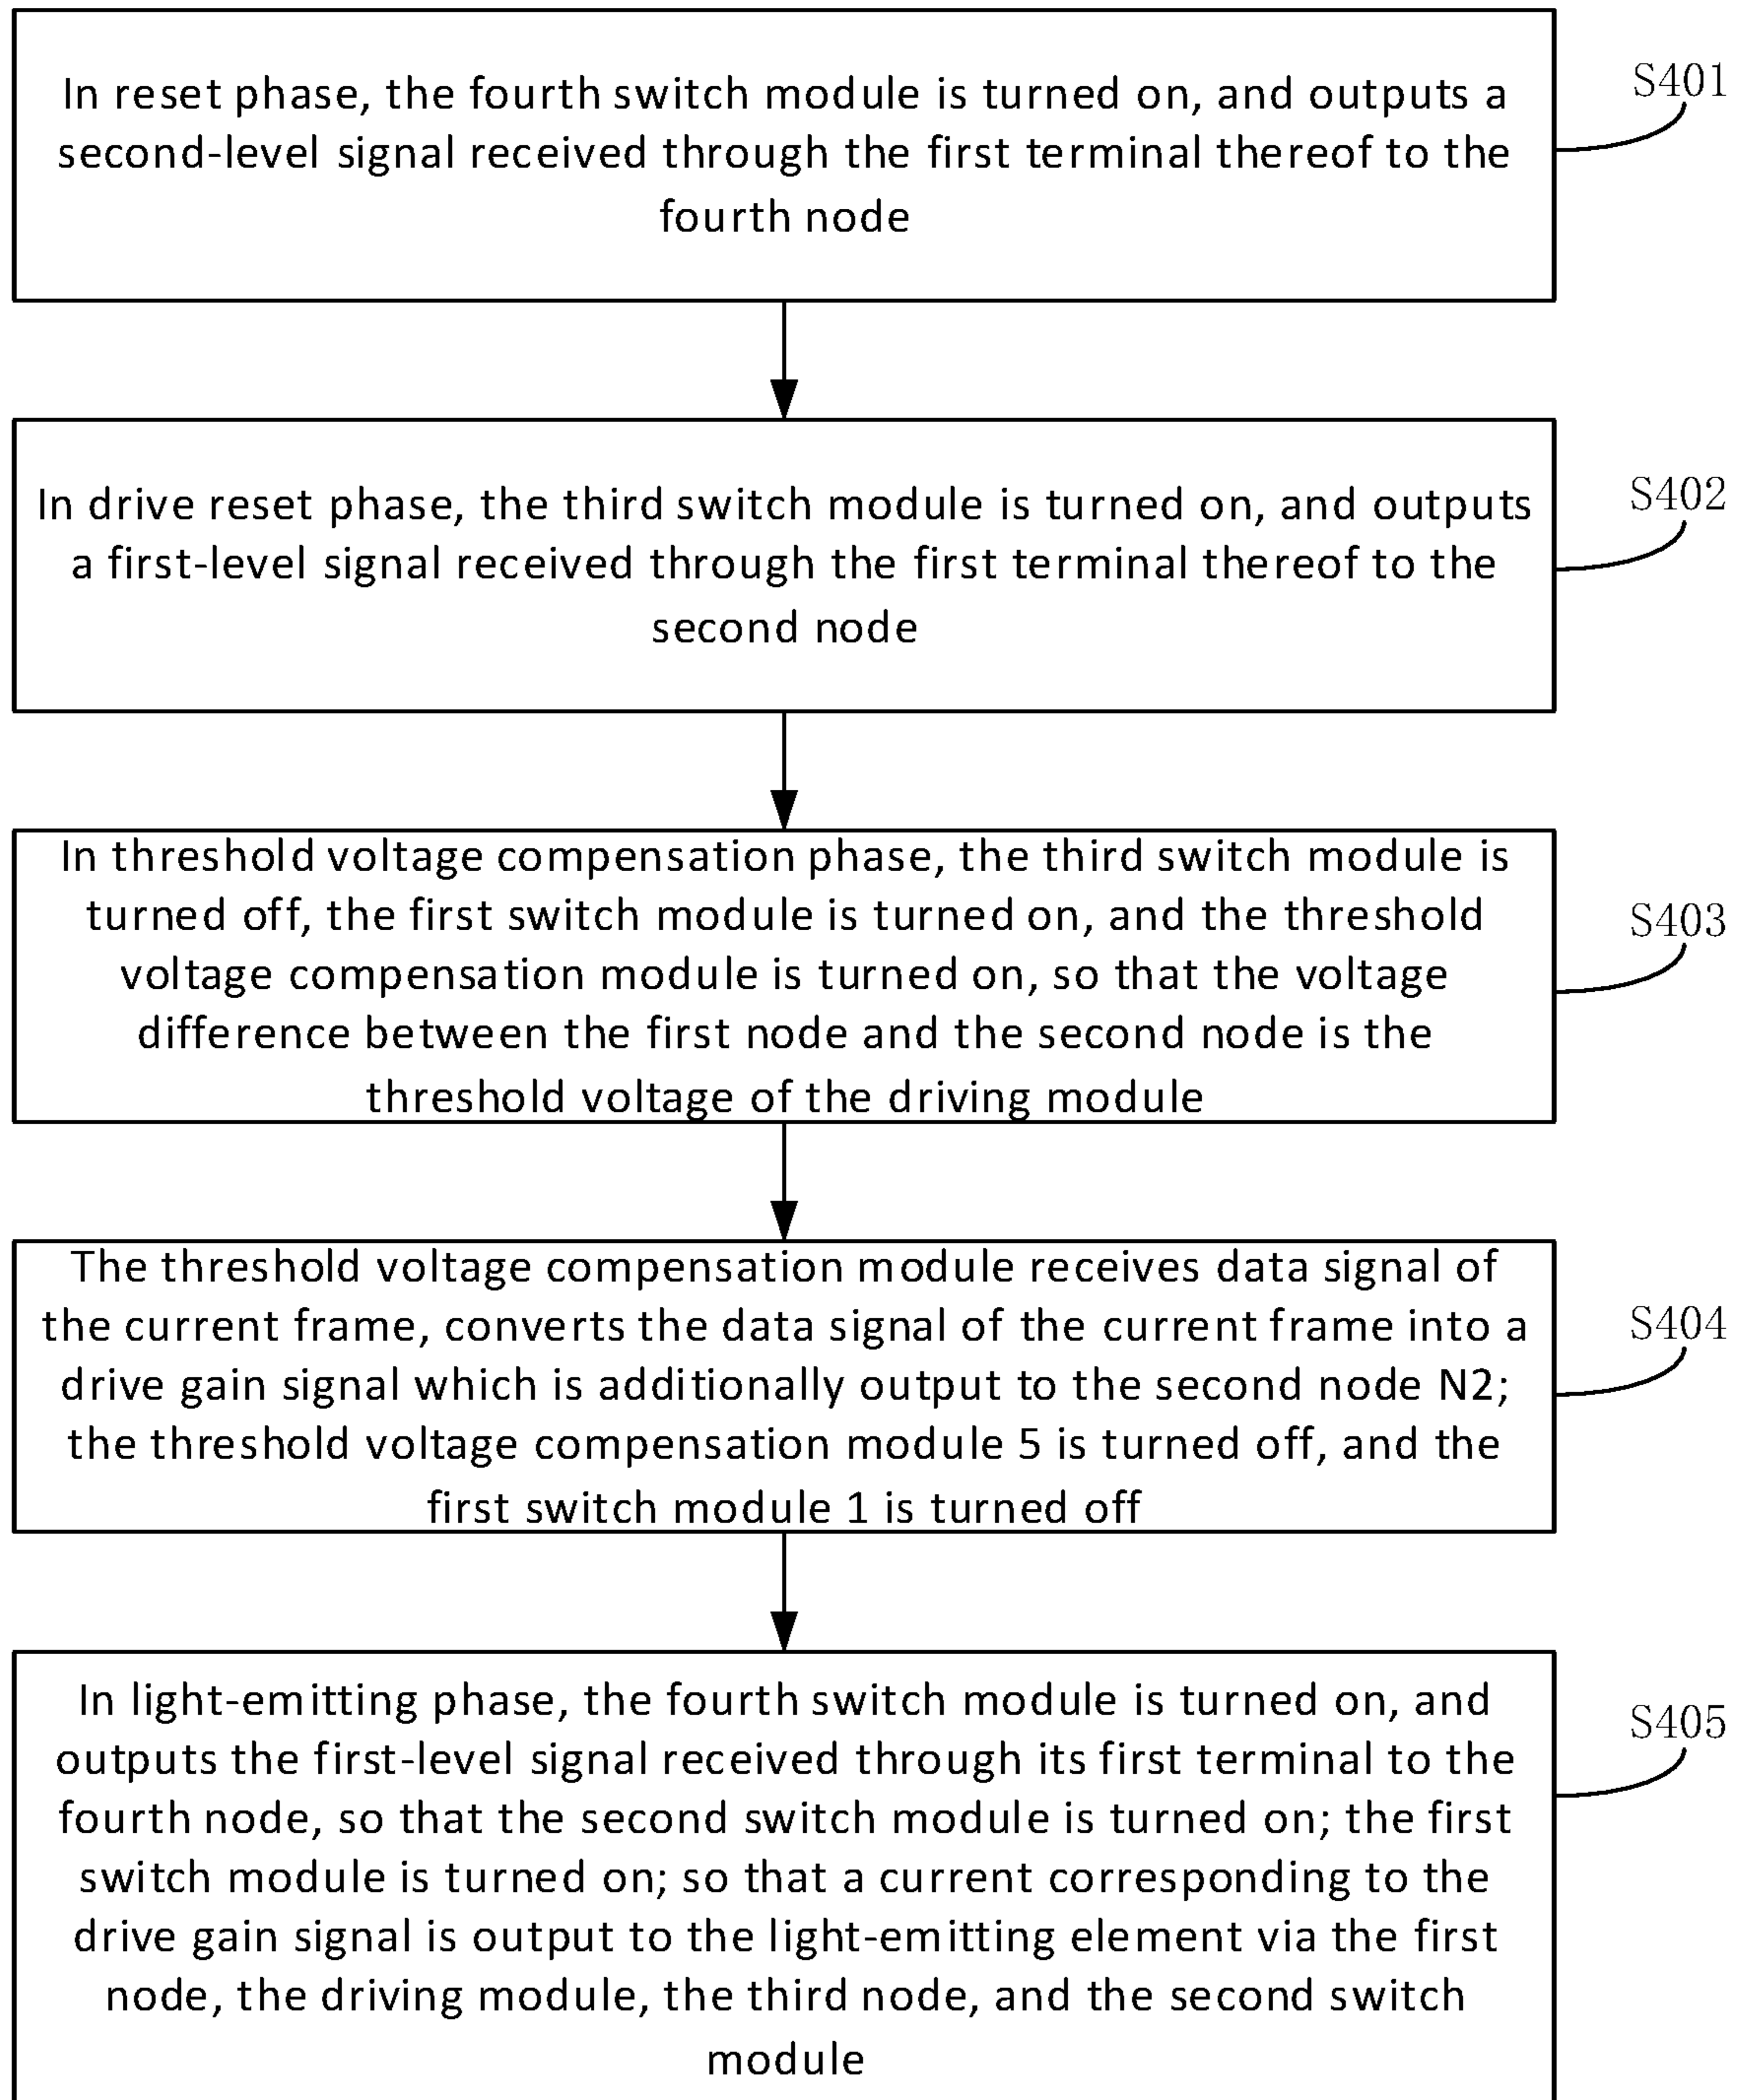 In reset phase, the fourth switch module is turned on, and outputs a
second-level signal received through the first terminal thereof to the
fourth node
S401
In drive reset phase, the third switch module is turned on, and outputs
a first-level signal received through the first terminal thereof to the
second node
S402
In threshold voltage compensation phase, the third switch module is
turned off, the first switch module is turned on, and the threshold
voltage compensation module is turned on, so that the voltage
difference between the first node and the second node is the
threshold voltage of the driving module
S403
The threshold voltage compensation module receives data signal of
the current frame, converts the data signal of the current frame into a
drive gain signal which is additionally output to the second node N2;
the threshold voltage compensation module 5 is turned off, and the
first switch module 1 is turned off
S404
In light-emitting phase, the fourth switch module is turned on, and
outputs the first-level signal received through its first terminal to the
fourth node, so that the second switch module is turned on; the first
switch module is turned on; so that a current corresponding to the
drive gain signal is output to the light-emitting element via the first
node, the driving module, the third node, and the second switch
module
S405